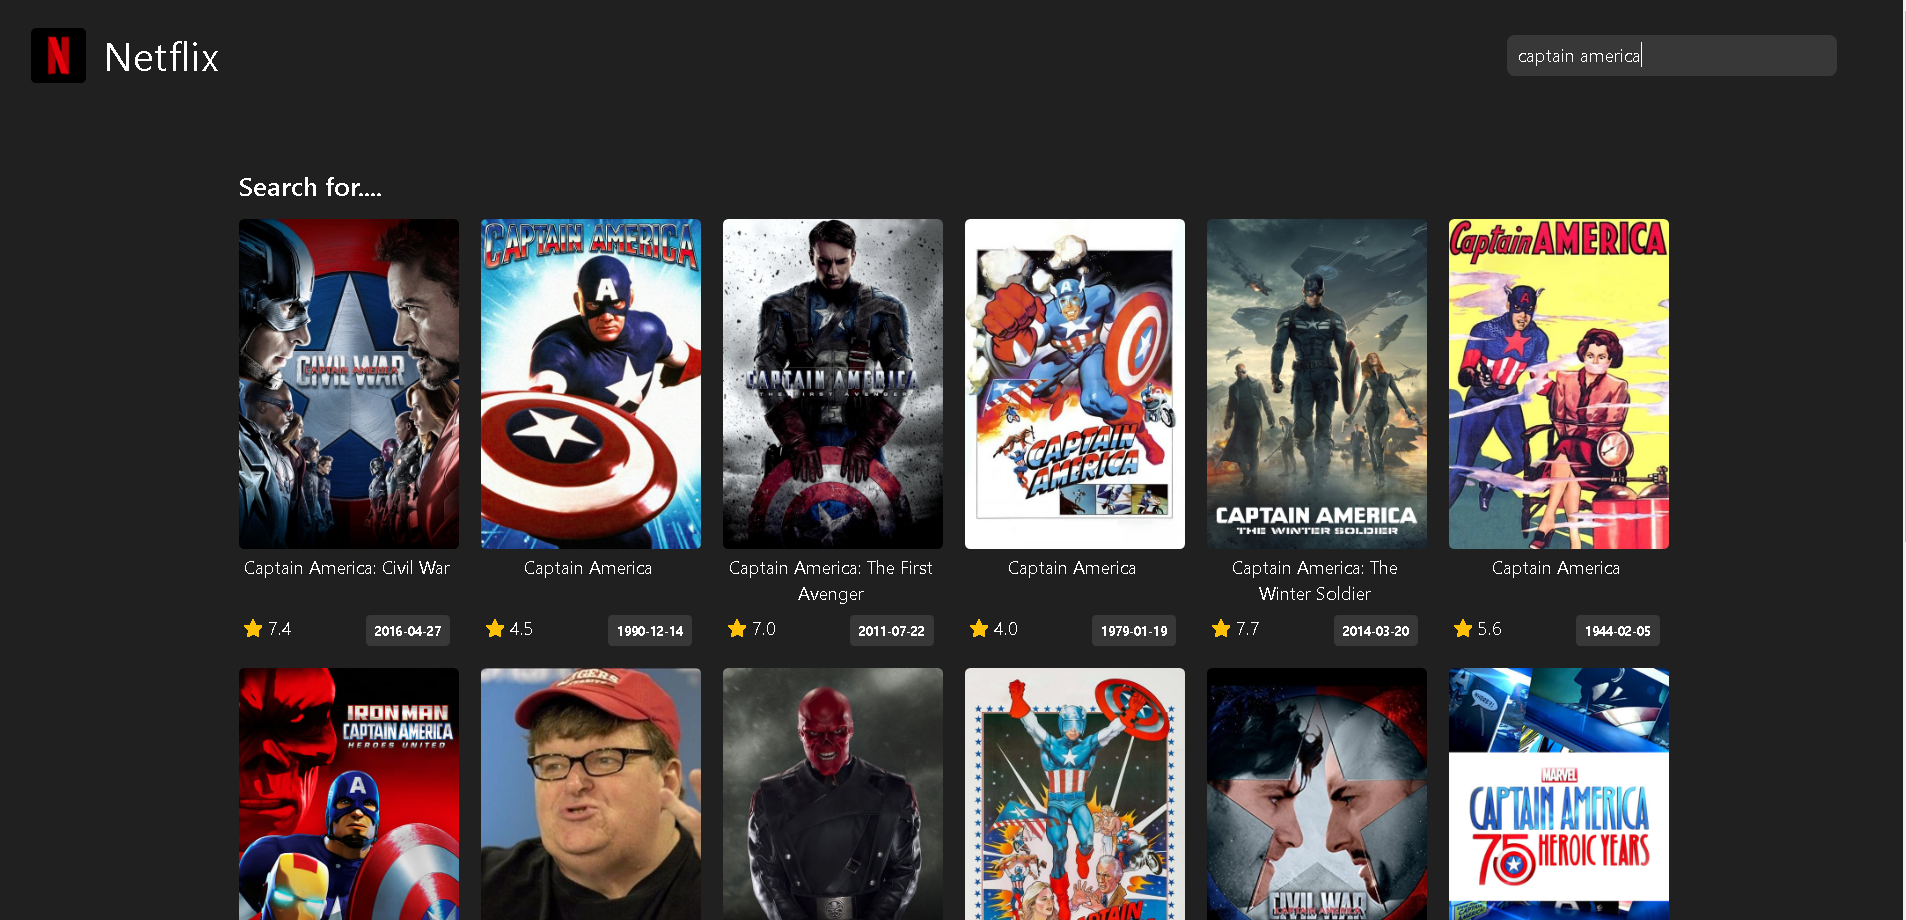 N
Netflix
captain america
Search for....
CIVIL WAR
CAPTAIN AMERICA
CAPTAIN AMERICA
A
CAPTAIN AMERICA
THE FIRST AVENGER
A
CAPTAIN
AMERICA
CAPTAIN AMERICA
THE WINTER SOLDIER
Captain AMERICA
A
Captain America: Civil War
Captain America
Captain America: The First
Avenger
Captain America
Captain America: The
Winter Soldier
Captain America
7.4
2016-04-27
4.5
1990-12-14
7.0
2011-07-22
4.0
1979-01-19
7.7
2014-03-20
5.6
1944-02-05
IRON MAN
CAPTAIN AMERICA
HEROES UNITED
A
RUTGERS
CAPTAIN
CIVIL WAR
MARVEL
CAPTAIN AMERICA
75 HEROIC YEARS